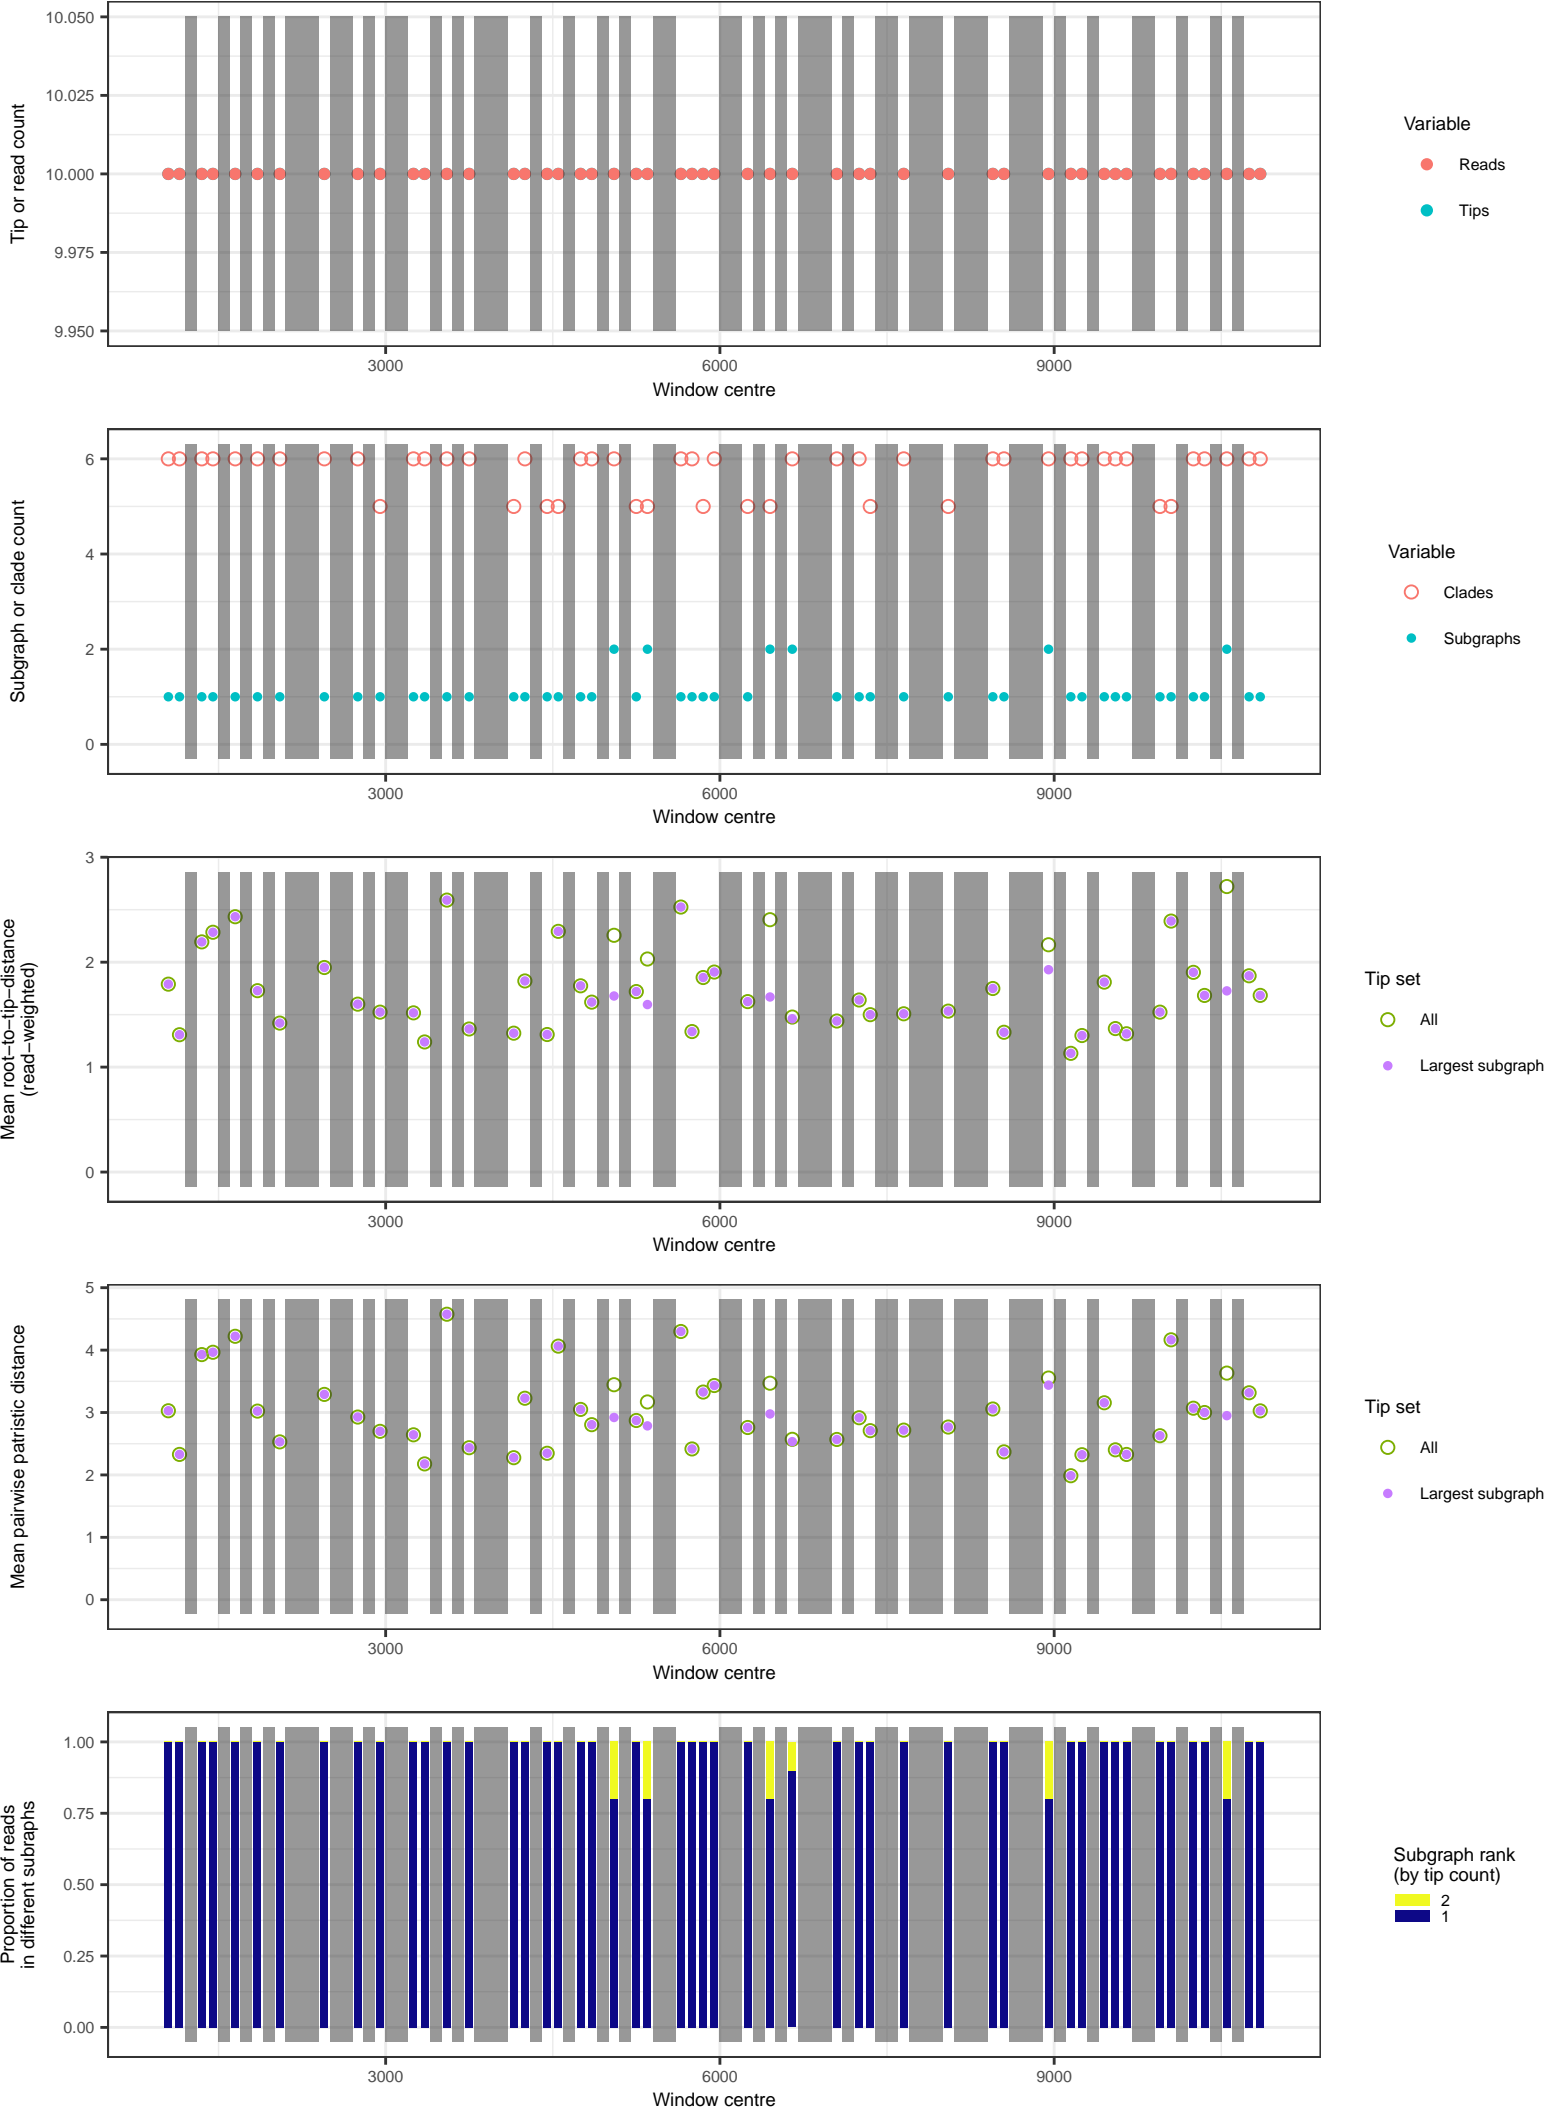 10.050
10.025
10.000
9.975
9.950
Tip or read count
3000
6000
9000
Window centre
Variable
Reads
Tips
6
4
2
0
Subgraph or clade count
3000
6000
9000
Window centre
Variable
Clades
Subgraphs
3
2
1
0
Mean root−to−tip−distance
(read−weighted)
3000
6000
9000
Window centre
Tip set
All
Largest subgraph
5
4
3
2
1
0
Mean pairwise patristic distance
3000
6000
9000
Window centre
Tip set
All
Largest subgraph
1.00
0.75
0.50
0.25
0.00
Proportion of reads
in different subraphs
3000
6000
9000
Window centre
Subgraph rank
(by tip count)
2
1